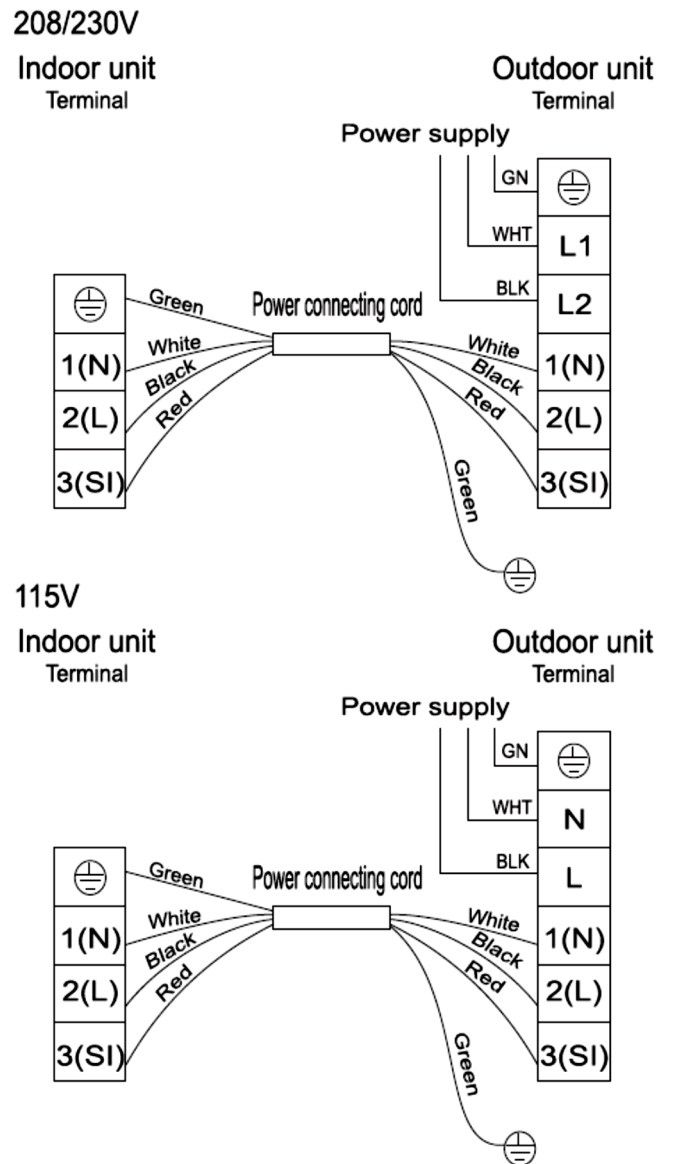 208/230V
Indoor unit
Terminal
Outdoor unit
Terminal
Power supply
GN
WHT
L1
BLK
L2
Green
Power connecting cord
White
Black
Red
1(N)
2(L)
3(SI)
White
Black
Red
Green
1(N)
2(L)
3(SI)
115V
Indoor unit
Terminal
Outdoor unit
Terminal
Power supply
GN
WHT
N
BLK
L
Green
Power connecting cord
White
Black
Red
1(N)
2(L)
3(SI)
White
Black
Red
Green
1(N)
2(L)
3(SI)